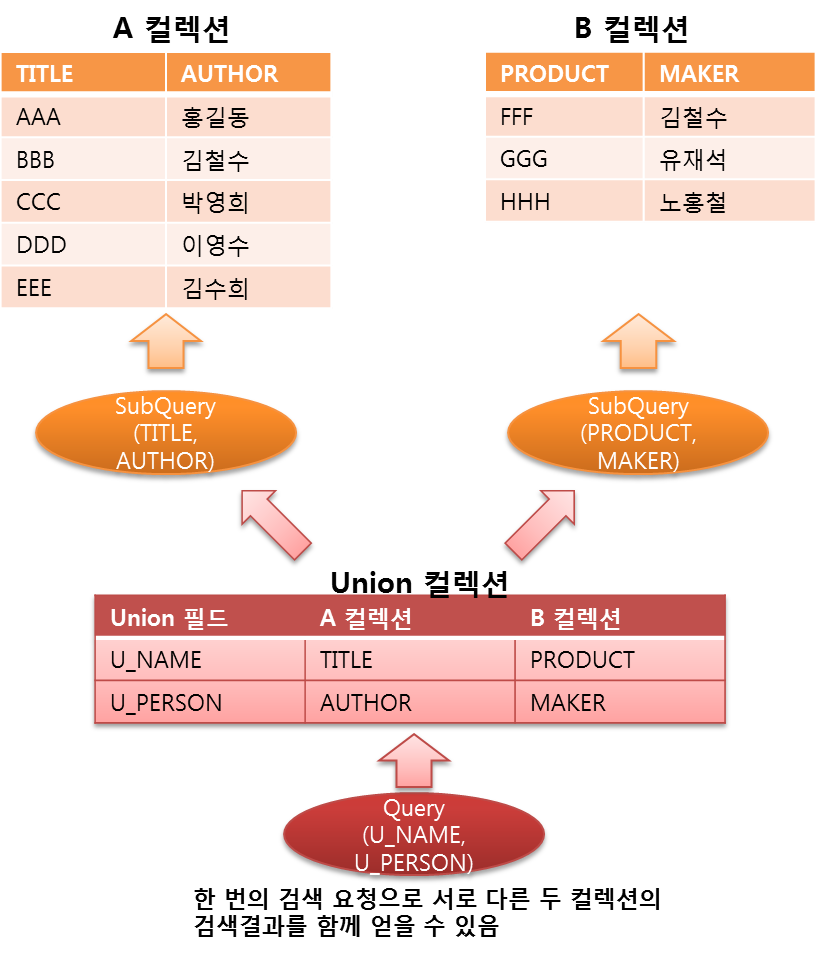 A 컬렉션
TITLE AUTHOR
AAA 홍길동
BBB 김철수
CCC 박영희
DDD 이영수
EEE 김수희
B 컬렉션
PRODUCT MAKER
FFF 김철수
GGG 유재석
HHH 노홍철
SubQuery
(TITLE,
AUTHOR)
SubQuery
(PRODUCT,
MAKER)
Union 컬렉션
Union 필드 A 컬렉션 B 컬렉션
U_NAME TITLE PRODUCT
U_PERSON AUTHOR MAKER
Query
(U_NAME,
U_PERSON)
한 번의 검색 요청으로 서로 다른 두 컬렉션의
검색결과를 함께 얻을 수 있음